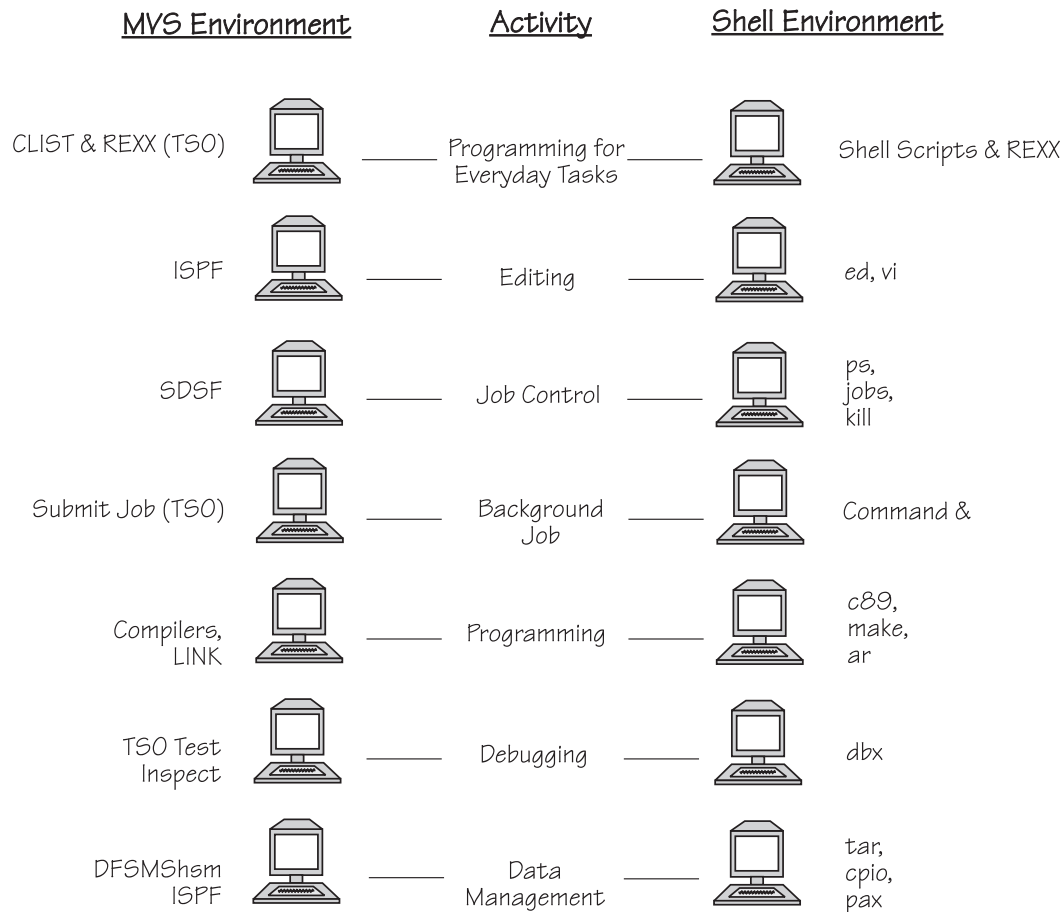 MVS Environment Activity Shell Environment
CLIST & REXX (TSO) Programming for Everyday Tasks Shell Scripts & REXX
ISPF Editing ed, vi
SDSF Job Control ps,
jobs,
kill
Submit Job (TSO) Background
Job Command &
Compilers,
LINK Programming c89,
make,
ar
TSO Test
Inspect Debugging dbx
DFSMShsm
ISPF Data
Management tar,
cpio,
pax